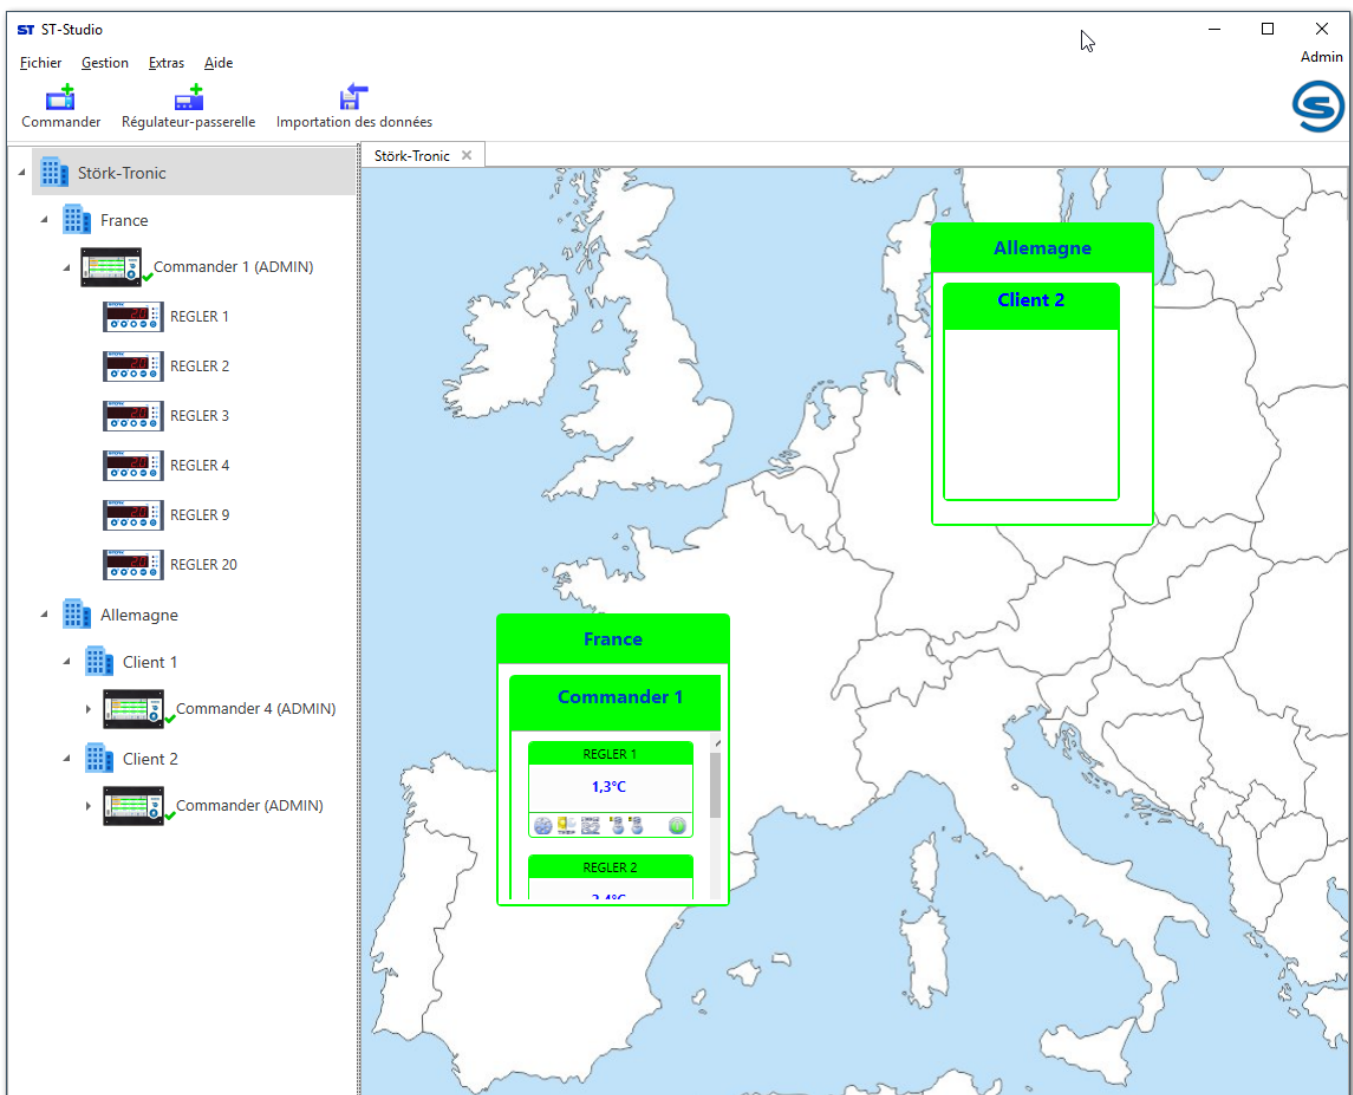 ST ST-Studio
Fichier Gestion Extras Aide
Admin
Commander Régulateur-passerelle Importation des données
Störk-Tronic
France
Commander 1 (ADMIN)
REGLER 1
REGLER 2
REGLER 3
REGLER 4
REGLER 9
REGLER 20
Allemagne
Client 1
Commander 4 (ADMIN)
Client 2
Commander (ADMIN)
Störk-Tronic
Allemagne
Client 2
France
Commander 1
REGLER 1
1,3°C
REGLER 2